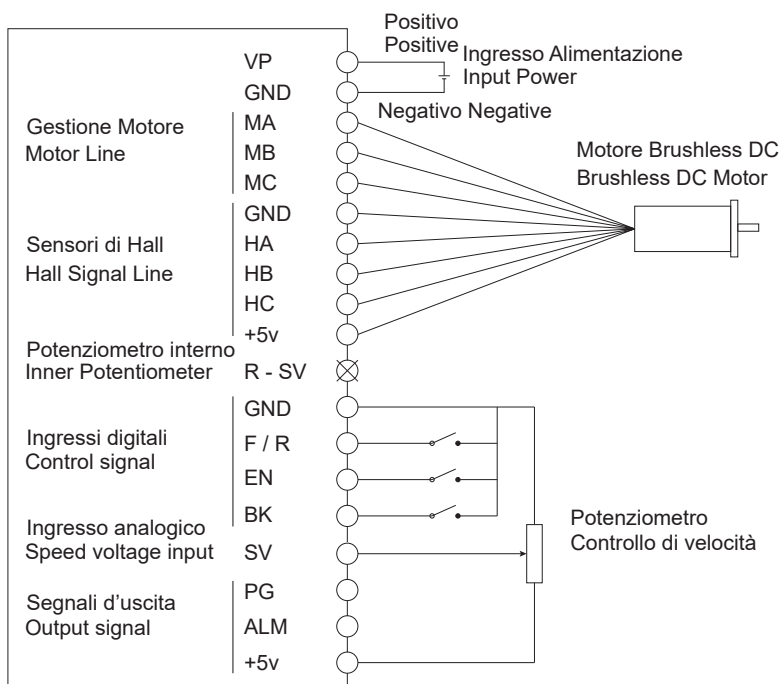 Positivo
Positive
VP
Ingresso Alimentazione
Input Power
GND
Negativo Negative
Gestione Motore
Motor Line
MA
MB
MC
Motore Brushless DC
Brushless DC Motor
Sensori di Hall
Hall Signal Line
GND
HA
HB
HC
+5v
Potenziometro interno
Inner Potentiometer
R - SV
GND
Ingressi digitali
Control signal
F / R
EN
BK
Ingresso analogico
Speed voltage input
SV
Potenziometro
Controllo di velocità
Segnali d'uscita
Output signal
PG
ALM
+5v